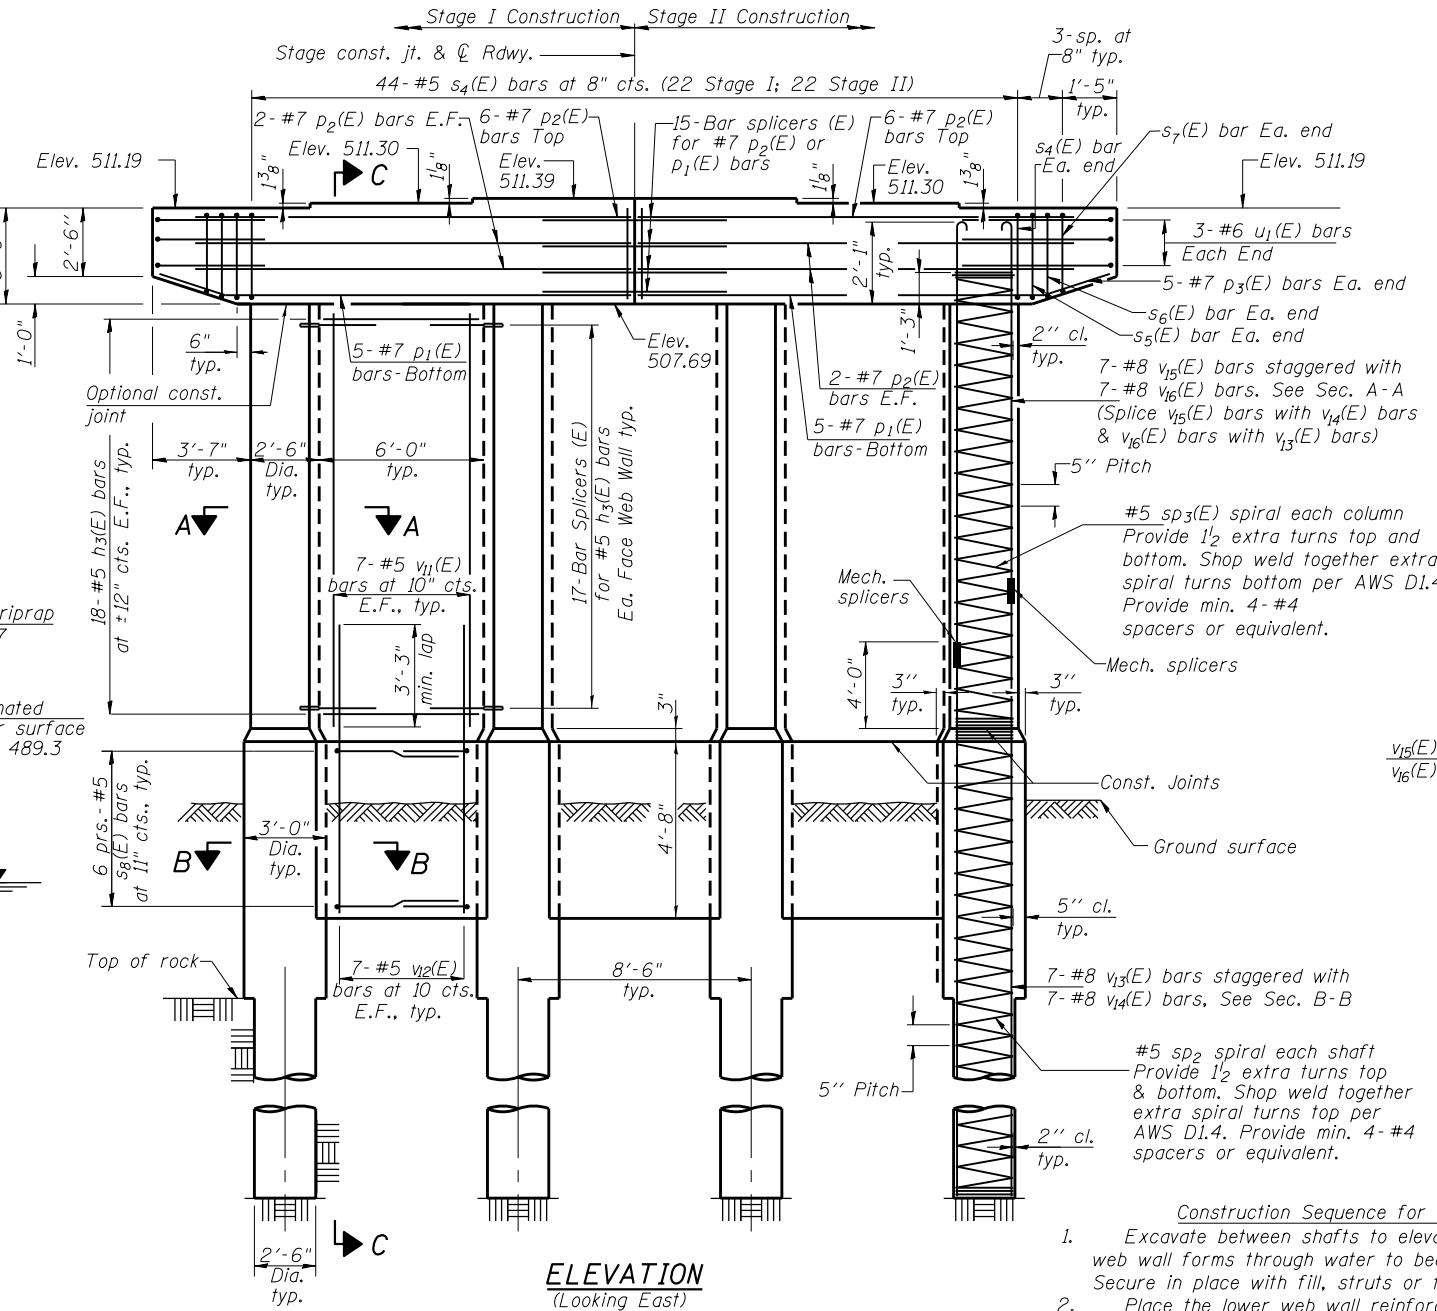 Stage I Construction
Stage II Construction
Stage const. jt. & ℄ Rdwy.
3-sp. at
8" typ.
44-#5 s4(E) bars at 8" cts. (22 Stage I; 22 Stage II)
1'-5"
typ.
2-#7 p2(E) bars E.F.
6-#7 p2(E)
bars Top
15-Bar splicers (E)
for #7 p2(E) or
p1(E) bars
6-#7 p2(E)
bars Top
s7(E) bar Ea. end
s4(E) bar
Ea. end
Elev. 511.19
1 3/8"
Elev. 511.30
C
1 1/8"
Elev.
511.39
1 1/8"
Elev.
511.30
1 3/8"
Elev. 511.19
2'-6"
2'-1"
typ.
3-#6 u1(E) bars
Each End
5-#7 p3(E) bars Ea. end
s6(E) bar Ea. end
s5(E) bar Ea. end
1'-0"
6"
typ.
5-#7 p1(E)
bars-Bottom
Elev.
507.69
1'-3"
2" cl.
typ.
Optional const.
joint
2-#7 p2(E)
bars E.F.
5-#7 p1(E)
bars-Bottom
7-#8 v15(E) bars staggered with
7-#8 v16(E) bars. See Sec. A-A
(Splice v15(E) bars with v14(E) bars
& v16(E) bars with v13(E) bars)
3'-7"
typ.
2'-6"
Dia.
typ.
6'-0"
typ.
5" Pitch
18-#5 h3(E) bars
at ±12" cts. E.F., typ.
A
A
17-Bar Splicers (E)
for #5 h3(E) bars
Ea. Face Web Wall typ.
#5 sp3(E) spiral each column
Provide 1 1/2 extra turns top and
bottom. Shop weld together extra
spiral turns bottom per AWS D1.4
Provide min. 4-#4
spacers or equivalent.
7-#5 v11(E)
bars at 10" cts.
E.F., typ.
Mech.
splicers
riprap
3'-3"
min. lap
Mech. splicers
4'-0"
3"
typ.
3"
typ.
3"
surface
489.3
v15(E)
v16(E)
6 prs.-#5
s8(E) bars
at 11" cts., typ.
Const. Joints
3'-0"
Dia.
typ.
4'-8"
B
B
Ground surface
5" cl.
typ.
Top of rock
7-#5 v12(E)
bars at 10 cts.
E.F., typ.
8'-6"
typ.
7-#8 v13(E) bars staggered with
7-#8 v14(E) bars, See Sec. B-B
5" Pitch
#5 sp2 spiral each shaft
Provide 1 1/2 extra turns top
& bottom. Shop weld together
extra spiral turns top per
AWS D1.4. Provide min. 4-#4
spacers or equivalent.
2" cl.
typ.
C
2'-6"
Dia.
typ.
ELEVATION
(Looking East)
Construction Sequence for
1. Excavate between shafts to
web wall forms through water to
Secure in place with fill, struts or
2. Place the lower web wall